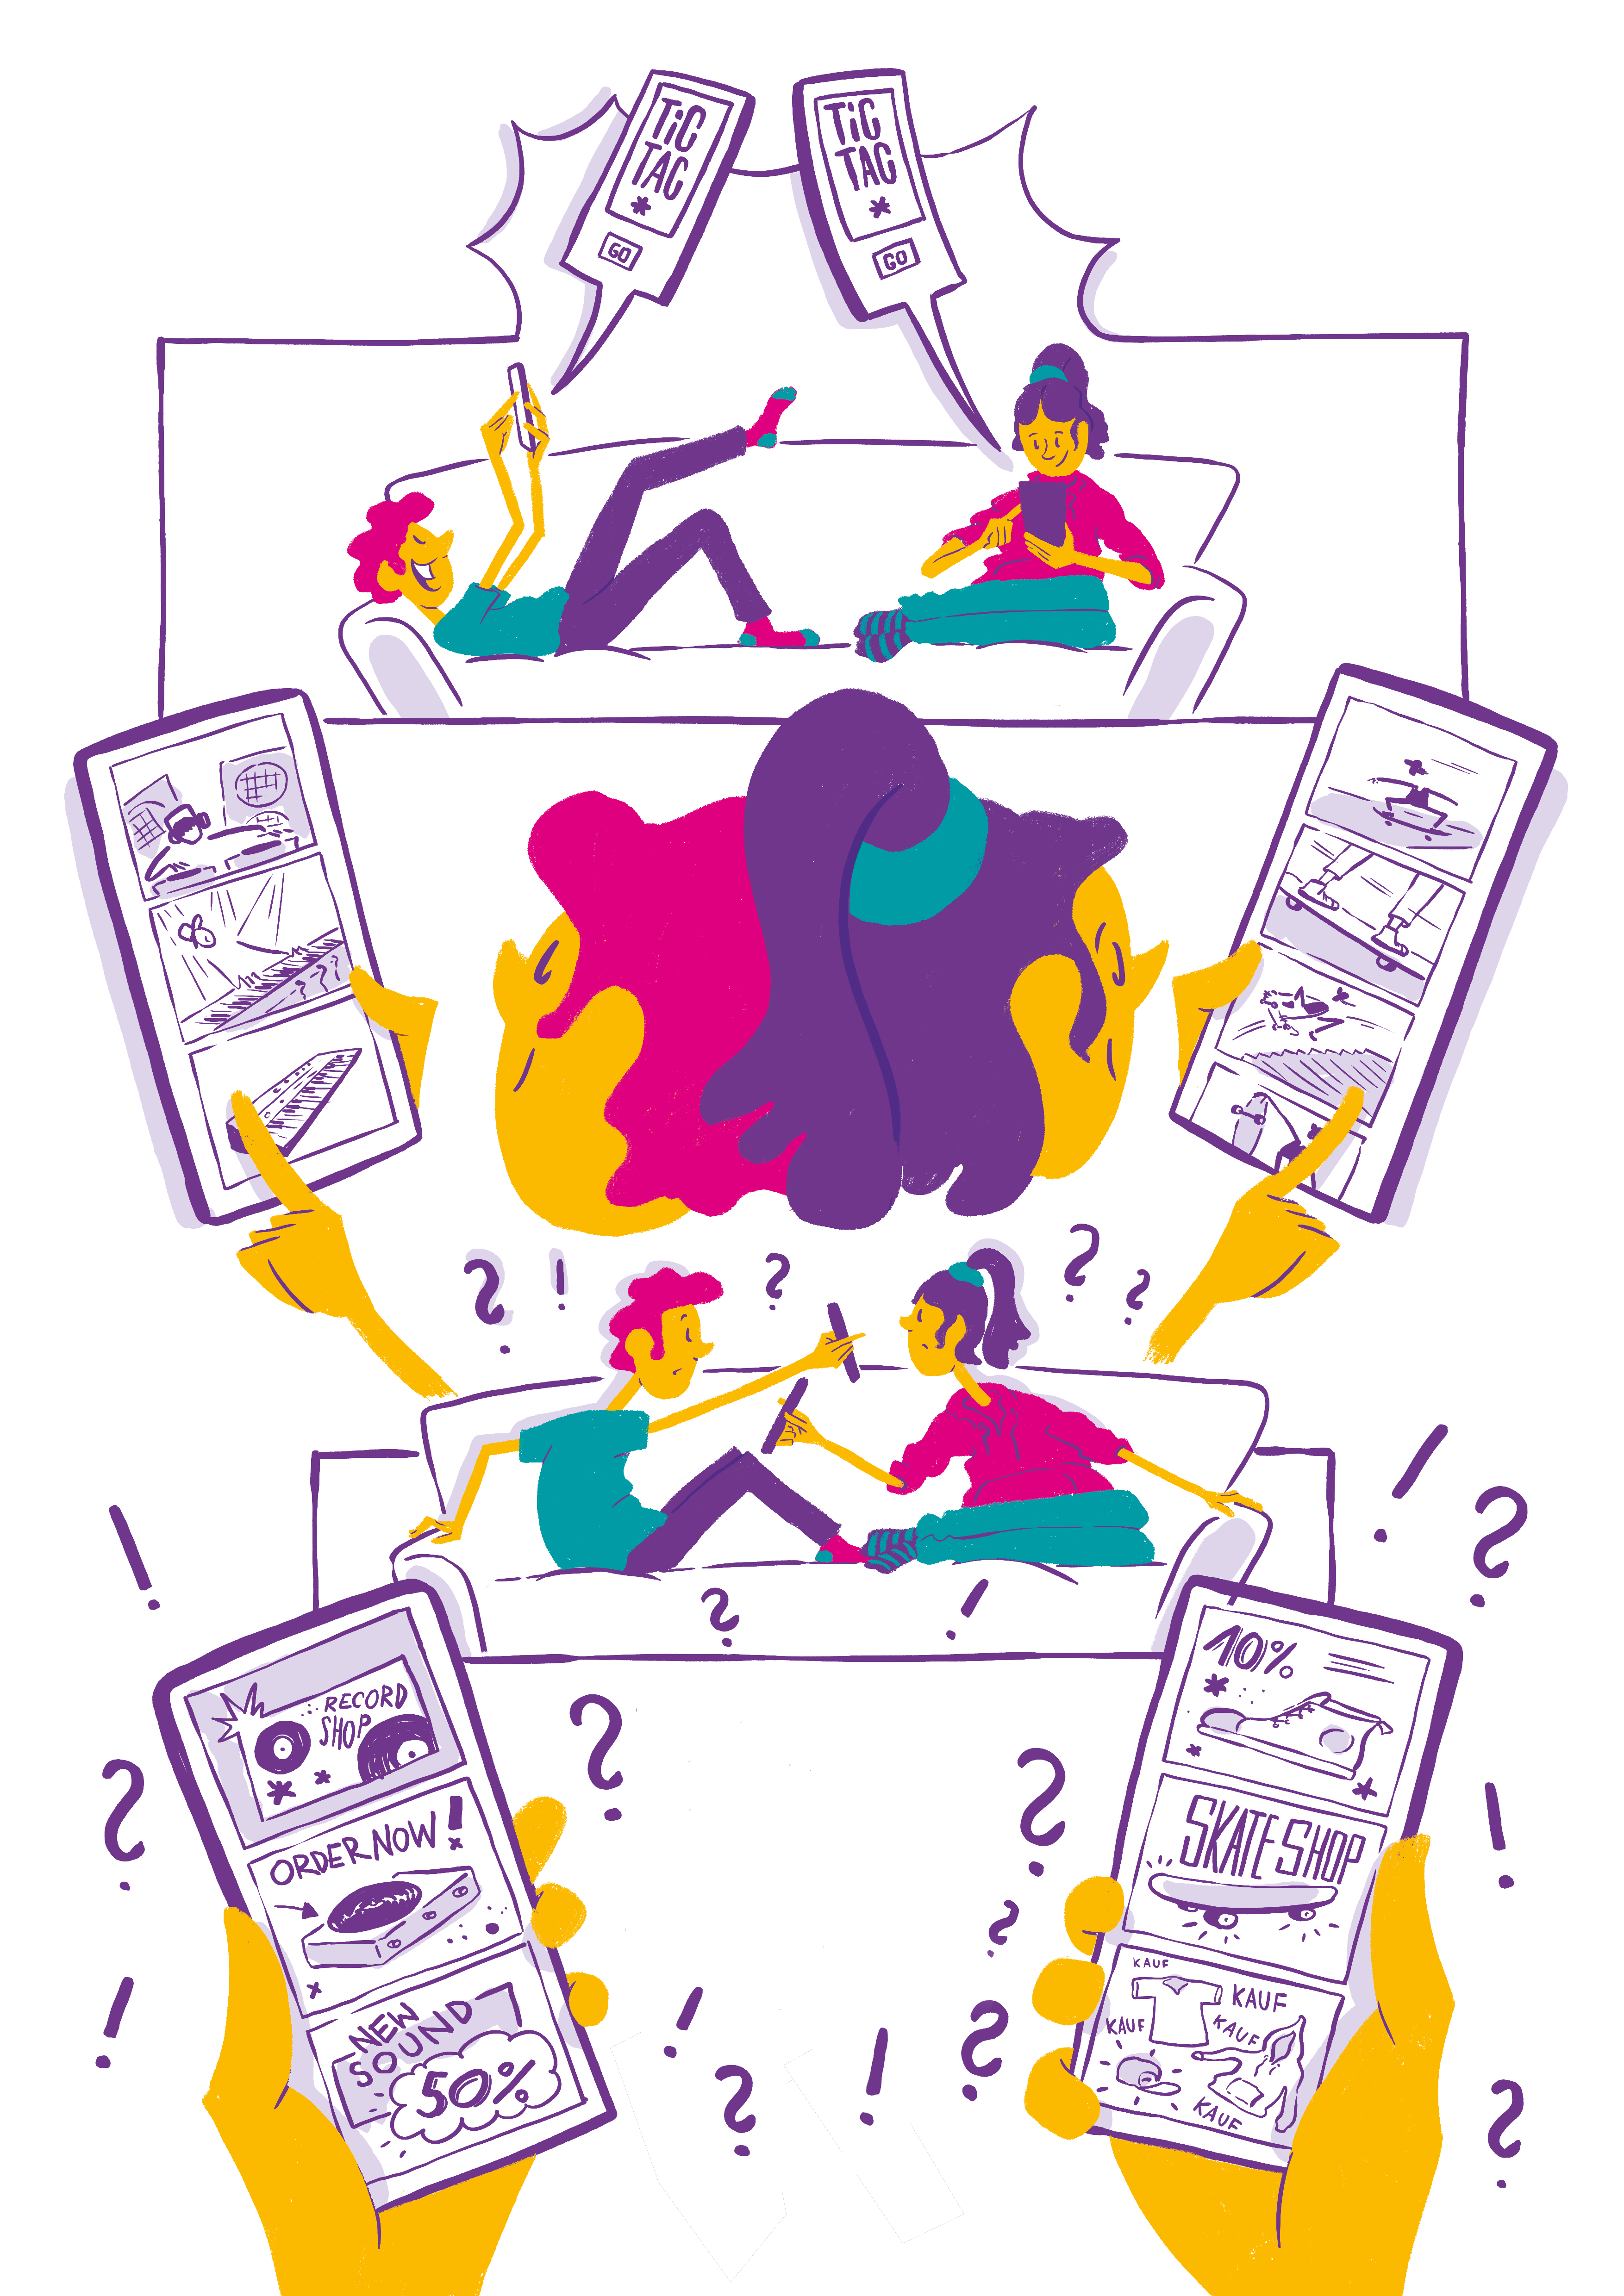 TiC
TAC
*
GO
TiC
TAC
*
GO
? ! ? ? ?
! ?
!
? !
RECORD
SHOP
ORDER NOW!
NEW
SOUND
50%
10%
SKATE SHOP
KAUF
KAUF
KAUF
KAUF
KAUF